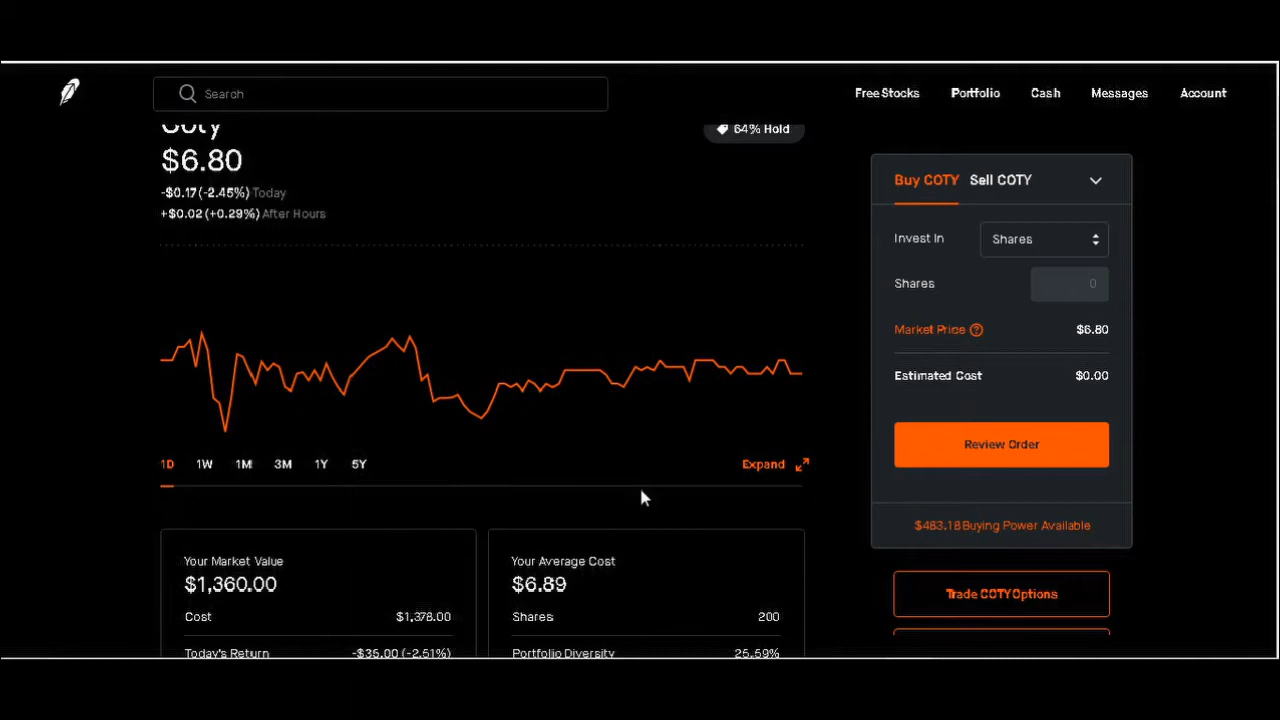 Search
Free Stocks
Portfolio
Cash
Messages
Account
Coty
64% Hold
$6.80
-$0.17 (-2.45%) Today
+$0.02 (+0.29%) After Hours
1D
1W
1M
3M
1Y
5Y
Expand
Your Market Value
$1,360.00
Cost
$1,378.00
Today's Return
-$35.00 (-2.51%)
Your Average Cost
$6.89
Shares
200
Portfolio Diversity
25.59%
Buy COTY
Sell COTY
Invest In
Shares
Shares
0
Market Price
$6.80
Estimated Cost
$0.00
Review Order
$483.18 Buying Power Available
Trade COTY Options